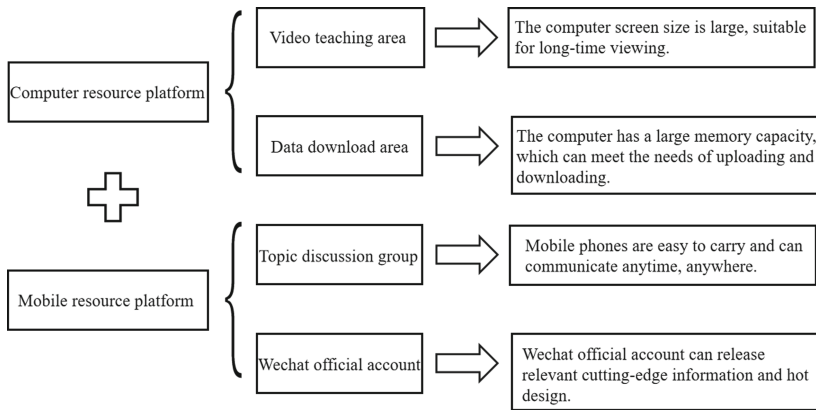 Computer resource platform
Video teaching area
The computer screen size is large, suitable
for long-time viewing.
Data download area
The computer has a large memory capacity,
which can meet the needs of uploading and
downloading.
Mobile resource platform
Topic discussion group
Mobile phones are easy to carry and can
communicate anytime, anywhere.
Wechat official account
Wechat official account can release
relevant cutting-edge information and hot
design.